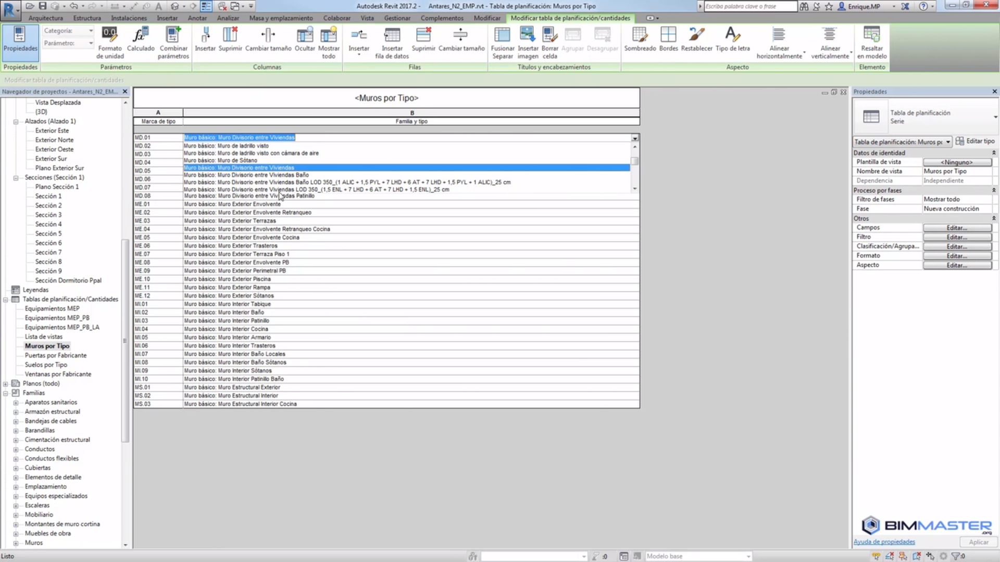 Autodesk Revit 2017.2 - Antares_N2_EMP.rvt - Tabla de planificación: Muros por Tipo
Escriba palabra clave o frase
Enrique.MP
Arquitectura Estructura Instalaciones Insertar Anotar Analizar Masa y emplazamiento Colaborar Vista Gestionar Complementos Modificar Modificar tabla de planificación/cantidades
Propiedades
Categoría:
Parámetro:
Formato de unidad
Calculado
Combinar parámetros
Insertar
Suprimir
Cambiar tamaño
Ocultar
Mostrar todo
Insertar
Insertar fila de datos
Suprimir
Cambiar tamaño
Fusionar Separar
Insertar imagen
Borrar celda
Agrupar
Desagrupar
Sombreado
Bordes
Restablecer
Tipo de letra
Alinear horizontalmente
Alinear verticalmente
Resaltar en modelo
Propiedades Parámetros Columnas Filas Títulos y encabezamientos Aspecto Elemento
Modificar tabla de planificación/cantidades
Navegador de proyectos - Antares_N2_EM...
Vista Desplazada
{3D}
Alzados (Alzado 1)
Exterior Este
Exterior Norte
Exterior Oeste
Exterior Sur
Plano Exterior Sur
Secciones (Sección 1)
Plano Sección 1
Sección 1
Sección 2
Sección 3
Sección 4
Sección 5
Sección 6
Sección 7
Sección 8
Sección 9
Sección Dormitorio Ppal
Leyendas
Tablas de planificación/Cantidades
Equipamientos MEP
Equipamientos MEP_PB
Equipamientos MEP_PB_LA
Lista de vistas
Muros por Tipo
Puertas por Fabricante
Suelos por Tipo
Ventanas por Fabricante
Planos (todo)
Familias
Aparatos sanitarios
Armazón estructural
Bandejas de cables
Barandillas
Cimentación estructural
Conductos
Conductos flexibles
Cubiertas
Elementos de detalle
Emplazamiento
Equipos especializados
Escaleras
Mobiliario
Montantes de muro cortina
Muebles de obra
Muros
<Muros por Tipo>
A B
Marca de tipo Familia y tipo
MD.01 Muro básico: Muro Divisorio entre Viviendas
MD.02
MD.03
MD.04
MD.05
MD.06
MD.07
Muro básico: Muro de ladrillo visto
Muro básico: Muro de ladrillo visto con cámara de aire
Muro básico: Muro de Sótano
Muro básico: Muro Divisorio entre Viviendas
Muro básico: Muro Divisorio entre Viviendas Baño
Muro básico: Muro Divisorio entre Viviendas Baño LOD 350_(1 ALIC + 1,5 PYL + 7 LHD + 6 AT + 7 LHD + 1,5 PYL + 1 ALIC)_25 cm
Muro básico: Muro Divisorio entre Viviendas LOD 350_(1,5 ENL + 7 LHD + 6 AT + 7 LHD + 1,5 ENL)_25 cm
MD.08 Muro básico: Muro Divisorio entre Viviendas Patinillo
ME.01 Muro básico: Muro Exterior Envolvente
ME.02 Muro básico: Muro Exterior Envolvente Retranqueo
ME.03 Muro básico: Muro Exterior Terrazas
ME.04 Muro básico: Muro Exterior Envolvente Retranqueo Cocina
ME.05 Muro básico: Muro Exterior Envolvente Cocina
ME.06 Muro básico: Muro Exterior Trasteros
ME.07 Muro básico: Muro Exterior Terraza Piso 1
ME.08 Muro básico: Muro Exterior Envolvente PB
ME.09 Muro básico: Muro Exterior Perimetral PB
ME.10 Muro básico: Muro Exterior Piscina
ME.11 Muro básico: Muro Exterior Rampa
ME.12 Muro básico: Muro Exterior Sótanos
MI.01 Muro básico: Muro Interior Tabique
MI.02 Muro básico: Muro Interior Baño
MI.03 Muro básico: Muro Interior Patinillo
MI.04 Muro básico: Muro Interior Cocina
MI.05 Muro básico: Muro Interior Armario
MI.06 Muro básico: Muro Interior Trasteros
MI.07 Muro básico: Muro Interior Baño Locales
MI.08 Muro básico: Muro Interior Baño Sótanos
MI.09 Muro básico: Muro Interior Sótanos
MI.10 Muro básico: Muro Interior Patinillo Baño
MS.01 Muro básico: Muro Estructural Exterior
MS.02 Muro básico: Muro Estructural Interior
MS.03 Muro básico: Muro Estructural Interior Cocina
Propiedades
Tabla de planificación
Serie
Tabla de planificación: Muros po
Editar tipo
Datos de identidad
Plantilla de vista <Ninguno>
Nombre de vista Muros por Tipo
Dependencia Independiente
Proceso por fases
Filtro de fases Mostrar todo
Fase Nueva construcción
Otros
Campos Editar...
Filtro Editar...
Clasificación/Agrupa... Editar...
Formato Editar...
Aspecto Editar...
BIMMASTER
.org
Ayuda de propiedades
Aplicar
Listo
:0
Modelo base
:0